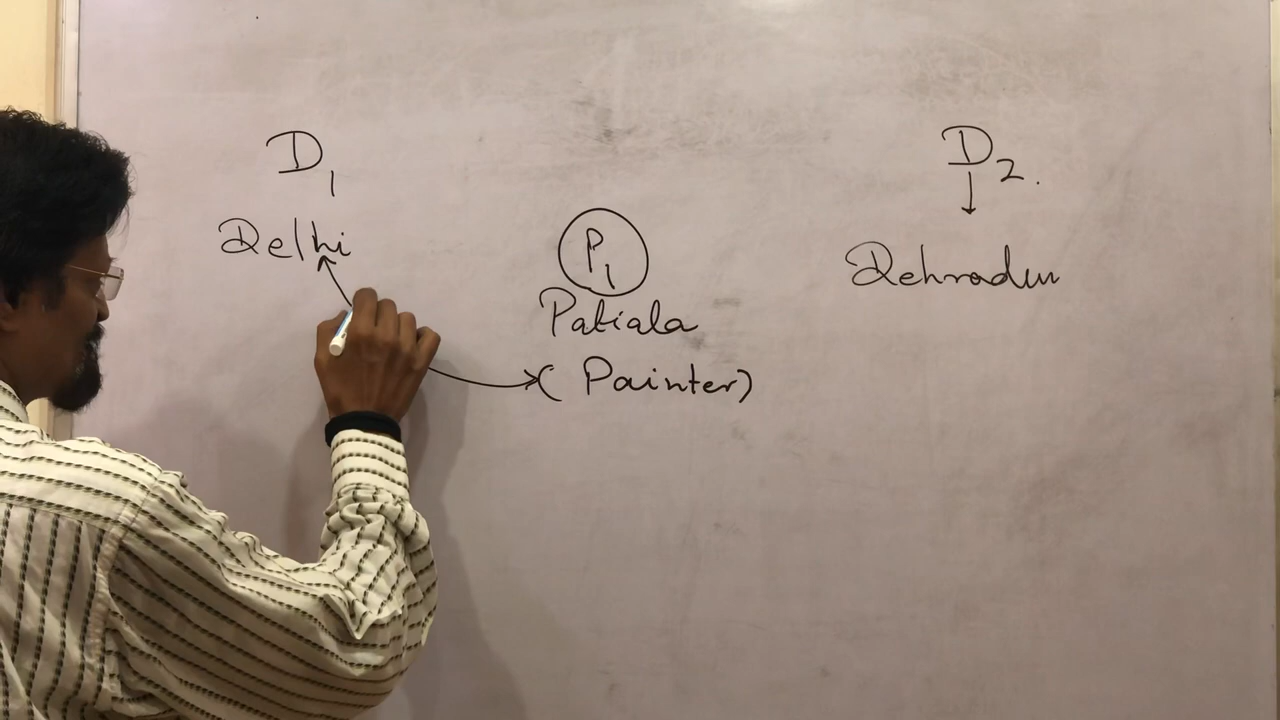 D1
Delhi
P1
Patiala
(Painter)
D2.
Dehradun